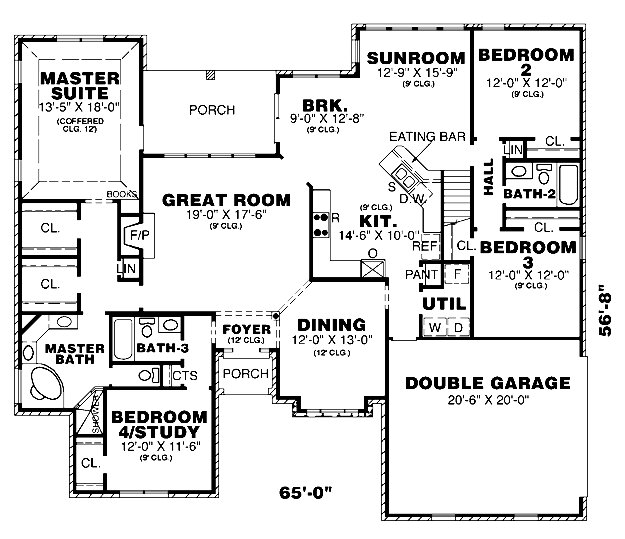 MASTER
SUITE
13'-5" X 18'-0"
(COFFERED
CLG. 12')
PORCH
BRK.
9'-0" X 12'-8"
(9' CLG.)
SUNROOM
12'-9" X 15'-9"
(9' CLG.)
BEDROOM
2
12'-0" X 12'-0"
(9' CLG.)
EATING BAR
LIN
CL.
HALL
BATH-2
S
D.W.
BOOKS
GREAT ROOM
19'-0" X 17'-6"
(9' CLG.)
(9' CLG.)
KIT.
14'-6" X 10'-0"
R
REF
CL.
CL.
BEDROOM
3
12'-0" X 12'-0"
(9' CLG.)
CL.
F/P
LIN
CL.
PANT
F
UTIL
W
D
56'-8"
FOYER
(12' CLG.)
PORCH
DINING
12'-0" X 13'-0"
(12' CLG.)
MASTER
BATH
BATH-3
CTS
SHOWER
BEDROOM
4/STUDY
12'-0" X 11'-6"
(9' CLG.)
CL.
DOUBLE GARAGE
20'-6" X 20'-0"
65'-0"